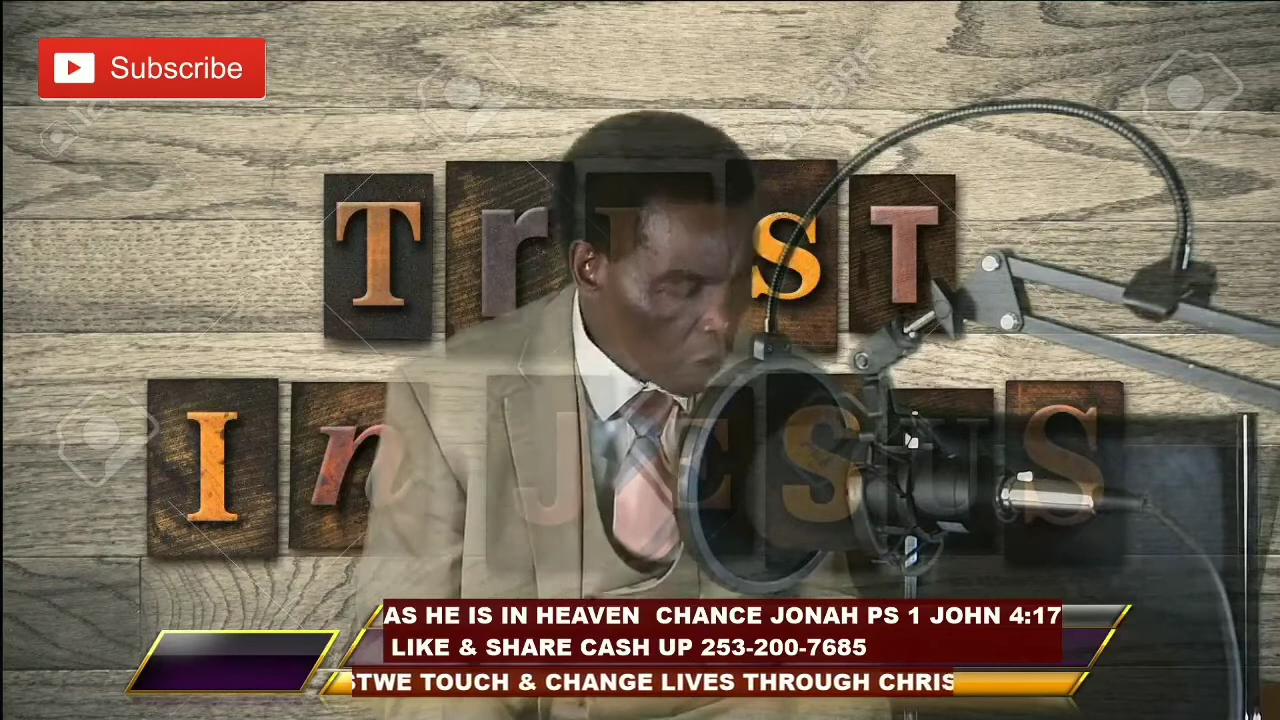 Subscribe
123RF
TrUsT
In JESUS
AS HE IS IN HEAVEN CHANCE JONAH PS 1 JOHN 4:17
LIKE & SHARE CASH UP 253-200-7685
STWE TOUCH & CHANGE LIVES THROUGH CHRIS